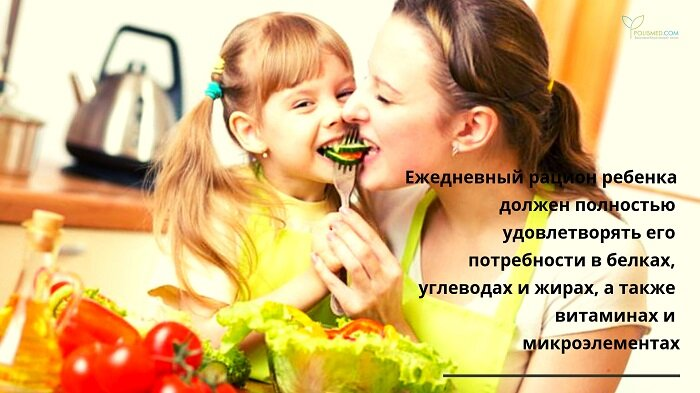 POLISMED.COM
Ежедневный рацион ребенка
должен полностью
удовлетворять его
потребности в белках,
углеводах и жирах, а также
витаминах и
микроэлементах